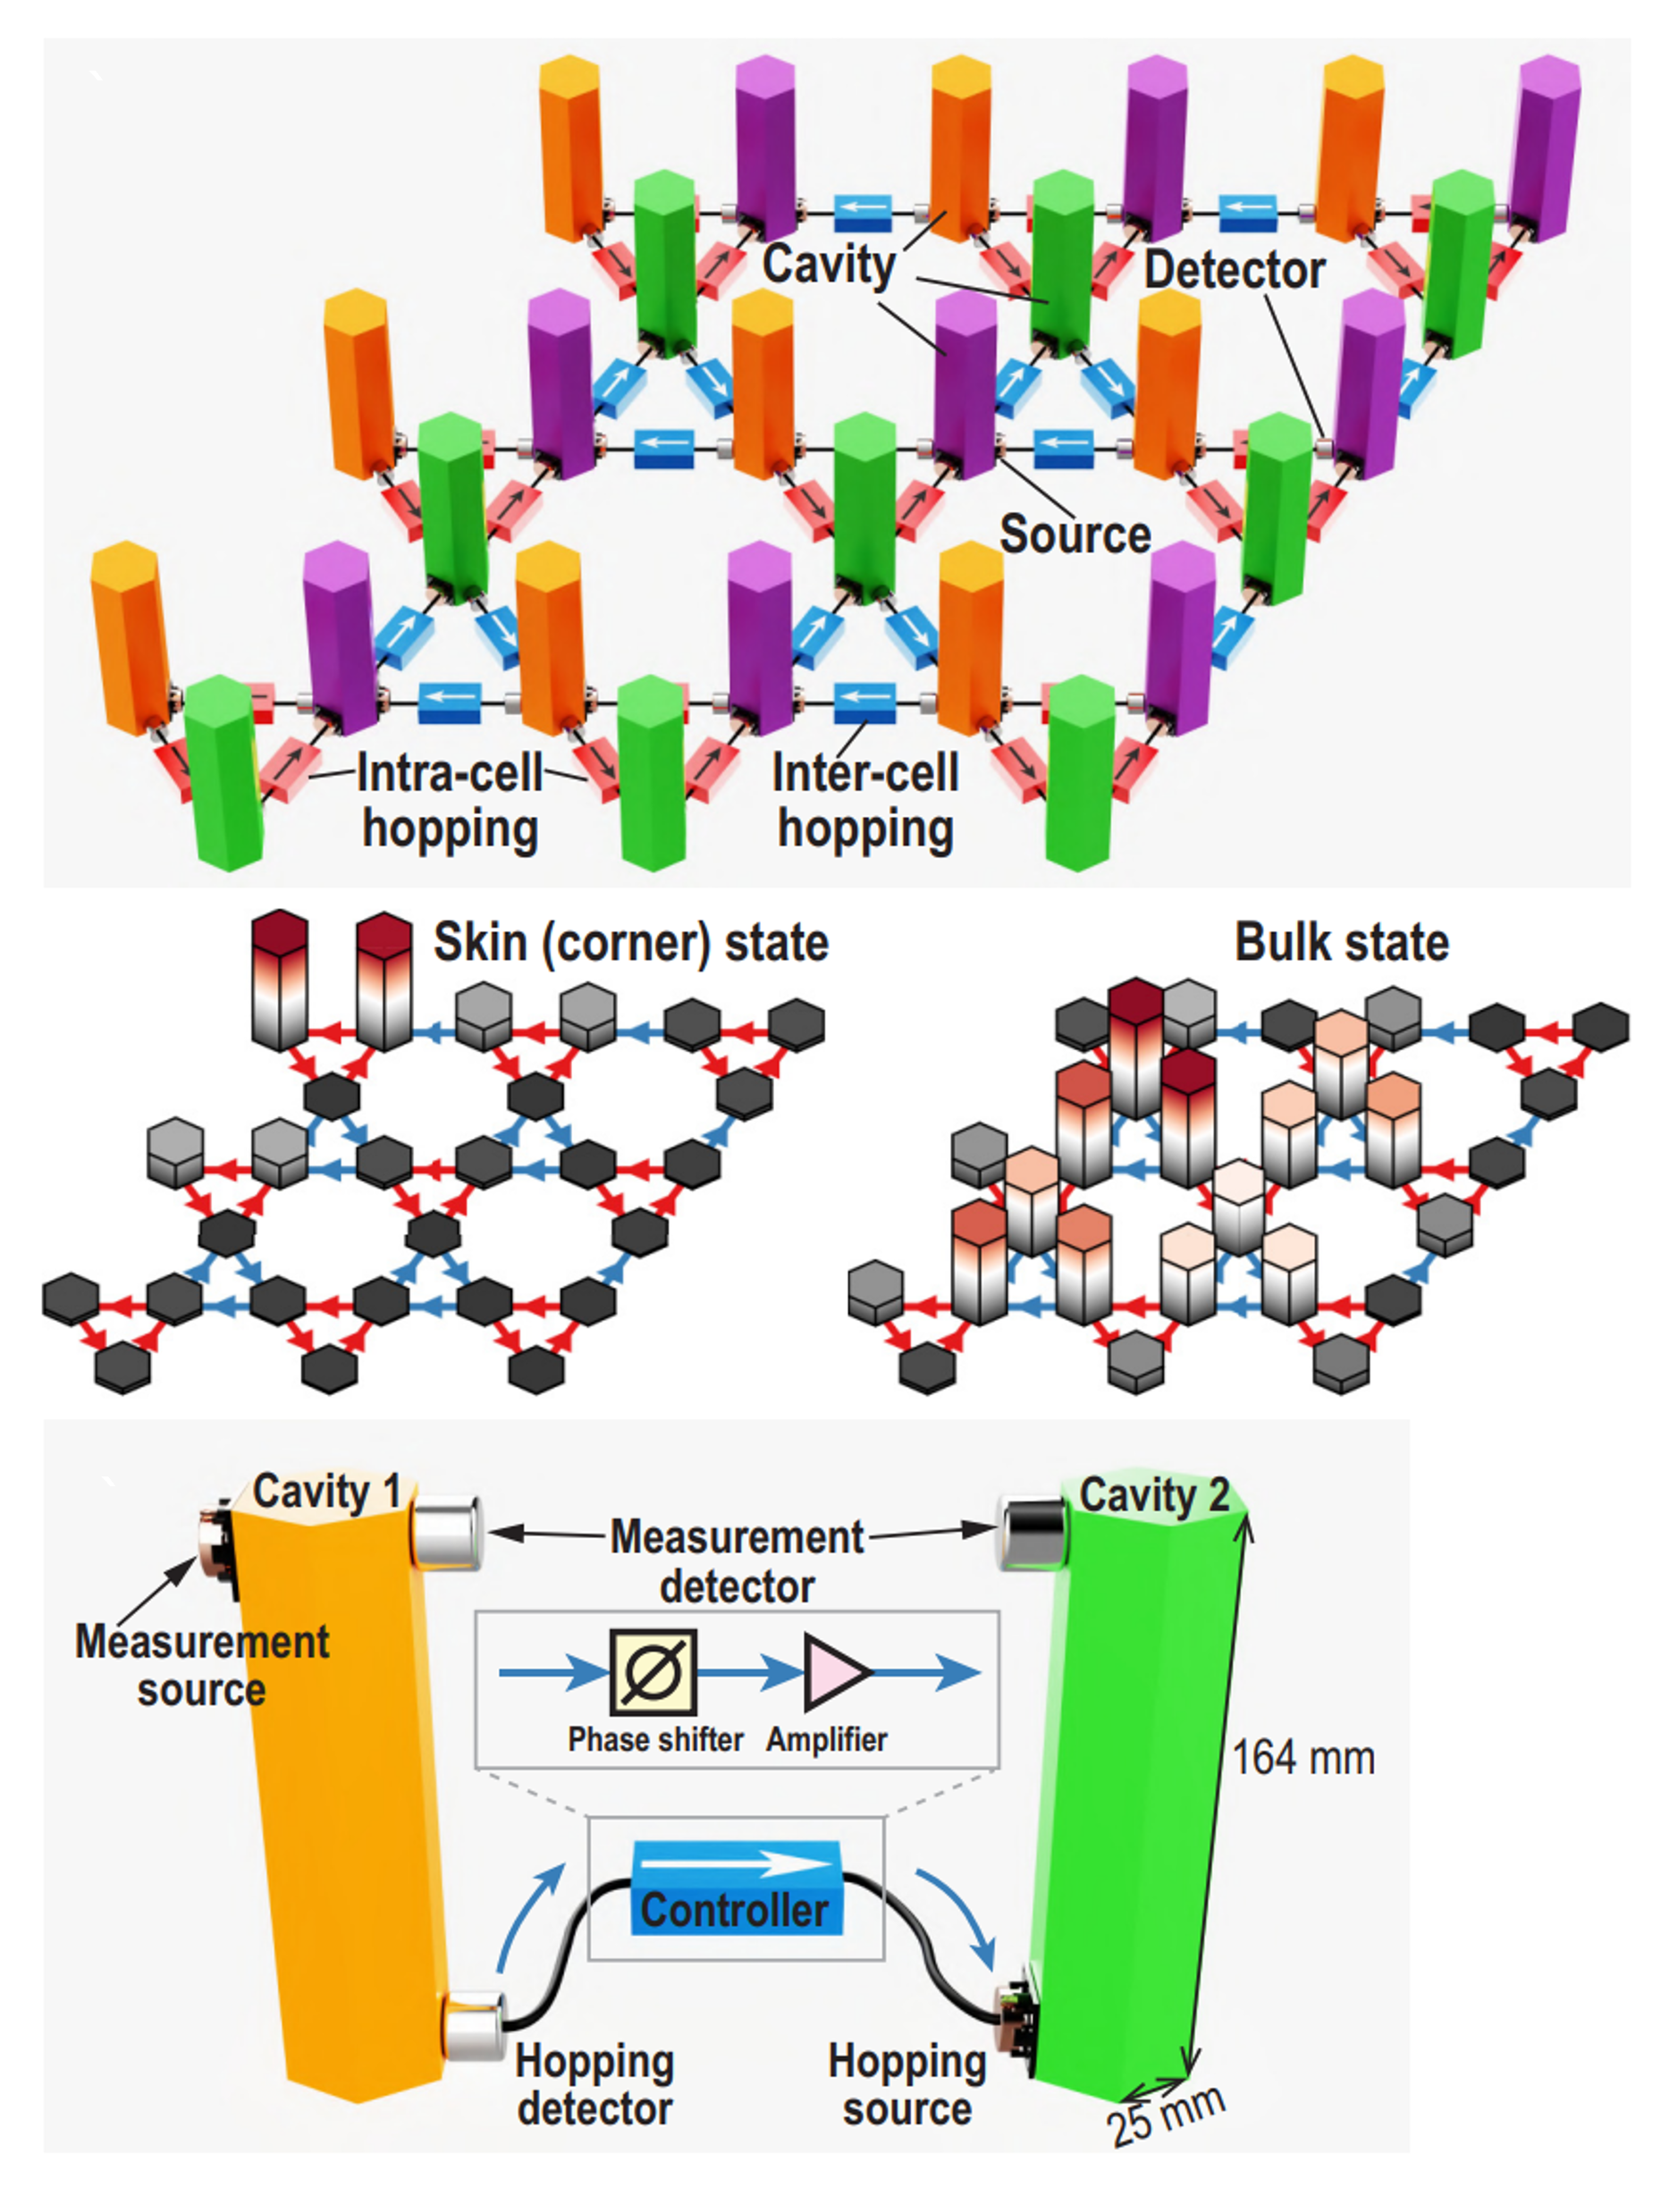 Cavity
Detector
Source
Intra-cell
hopping
Inter-cell
hopping
Skin (corner) state
Bulk state
Cavity 1
Cavity 2
Measurement
detector
Measurement
source
Phase shifter
Amplifier
164 mm
Controller
Hopping
detector
Hopping
source
25 mm